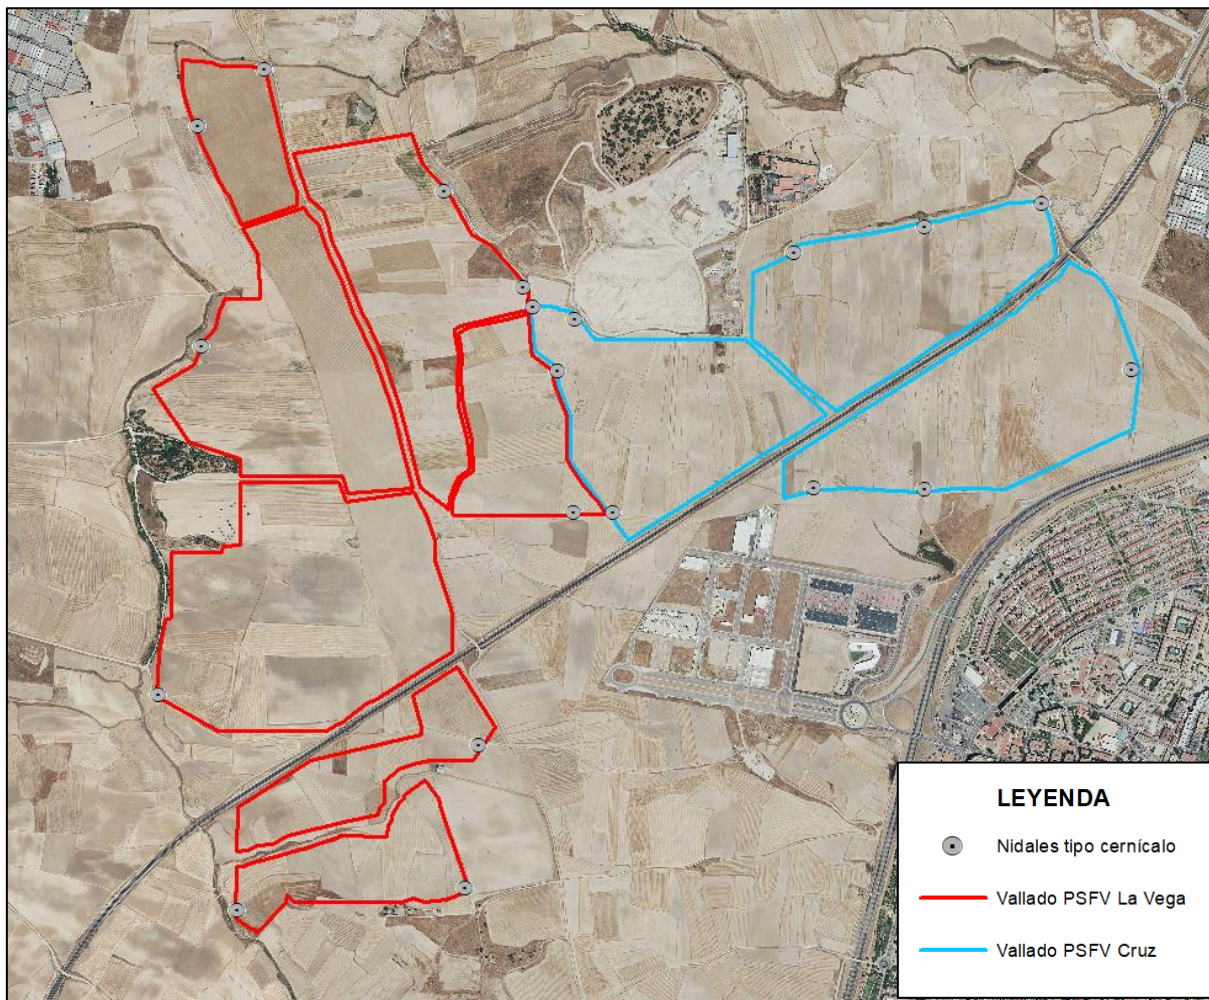 LEYENDA
Nidales tipo cernícalo
Vallado PSFV La Vega
Vallado PSFV Cruz